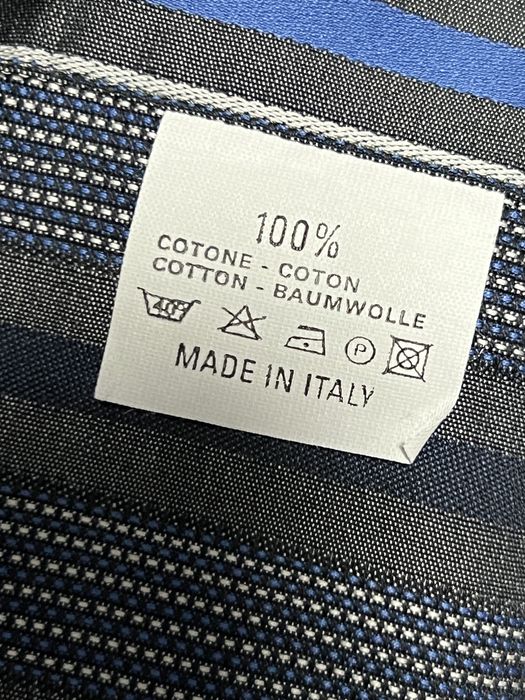 100%
COTONE - COTON
COTTON - BAUMWOLLE
40°
P
MADE IN ITALY